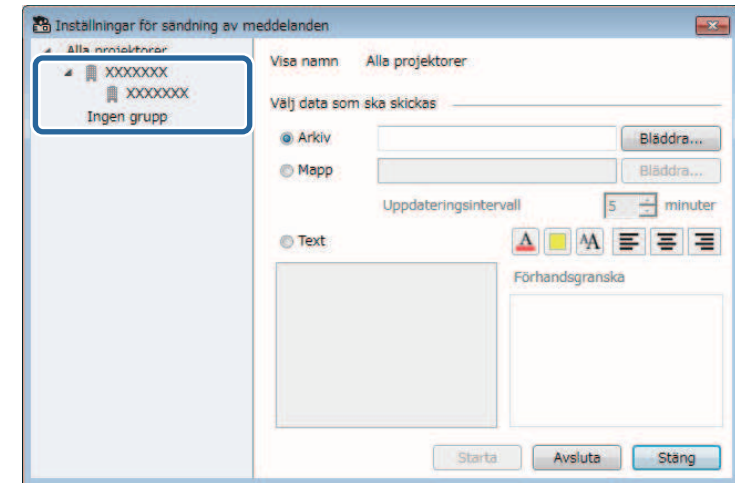 Inställningar för sändning av meddelanden
Alla projektorer
XXXXXXX
XXXXXXX
Ingen grupp
Visa namn Alla projektorer
Välj data som ska skickas
Arkiv Bläddra...
Mapp Bläddra...
Uppdateringsintervall 5 minuter
Text A AA
Förhandsgranska
Starta Avsluta Stäng